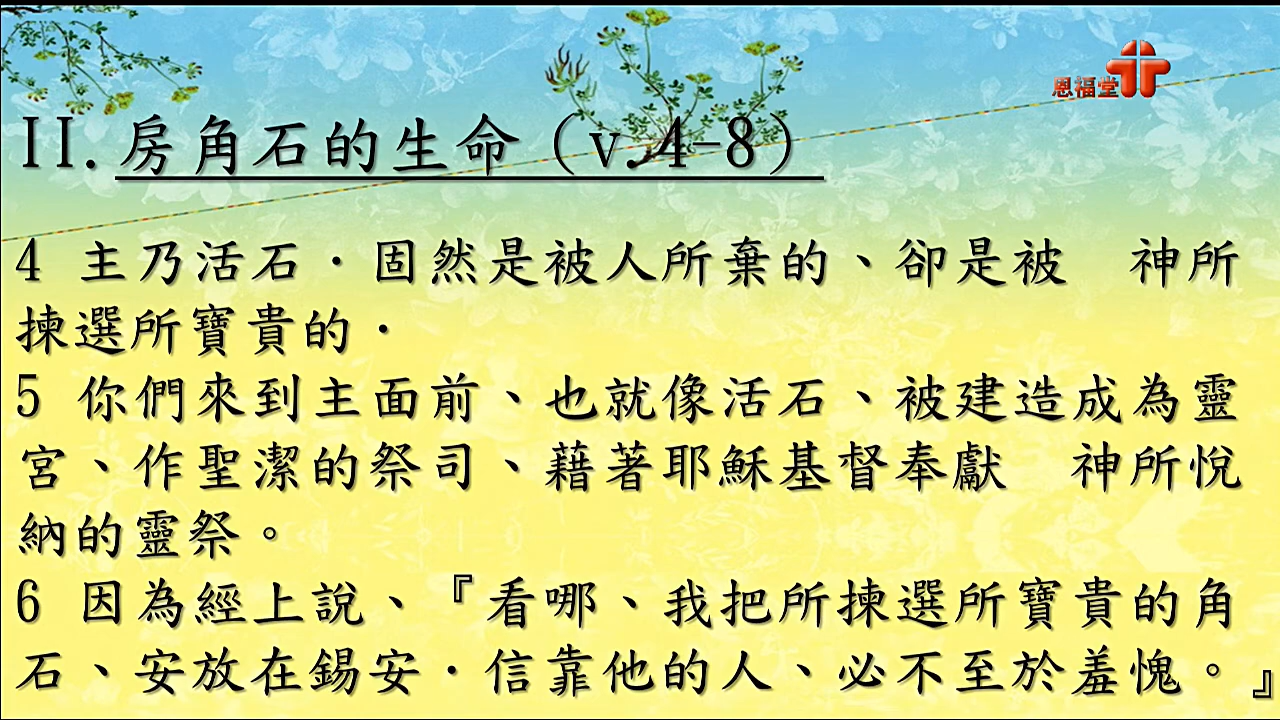 恩福堂
II.房角石的生命（v.4-8）
4 主乃活石．固然是被人所棄的、卻是被　神所
揀選所寶貴的．
5 你們來到主面前、也就像活石、被建造成為靈
宮、作聖潔的祭司、藉著耶穌基督奉獻　神所悅
納的靈祭。
6 因為經上說、『看哪、我把所揀選所寶貴的角
石、安放在錫安．信靠他的人、必不至於羞愧。』